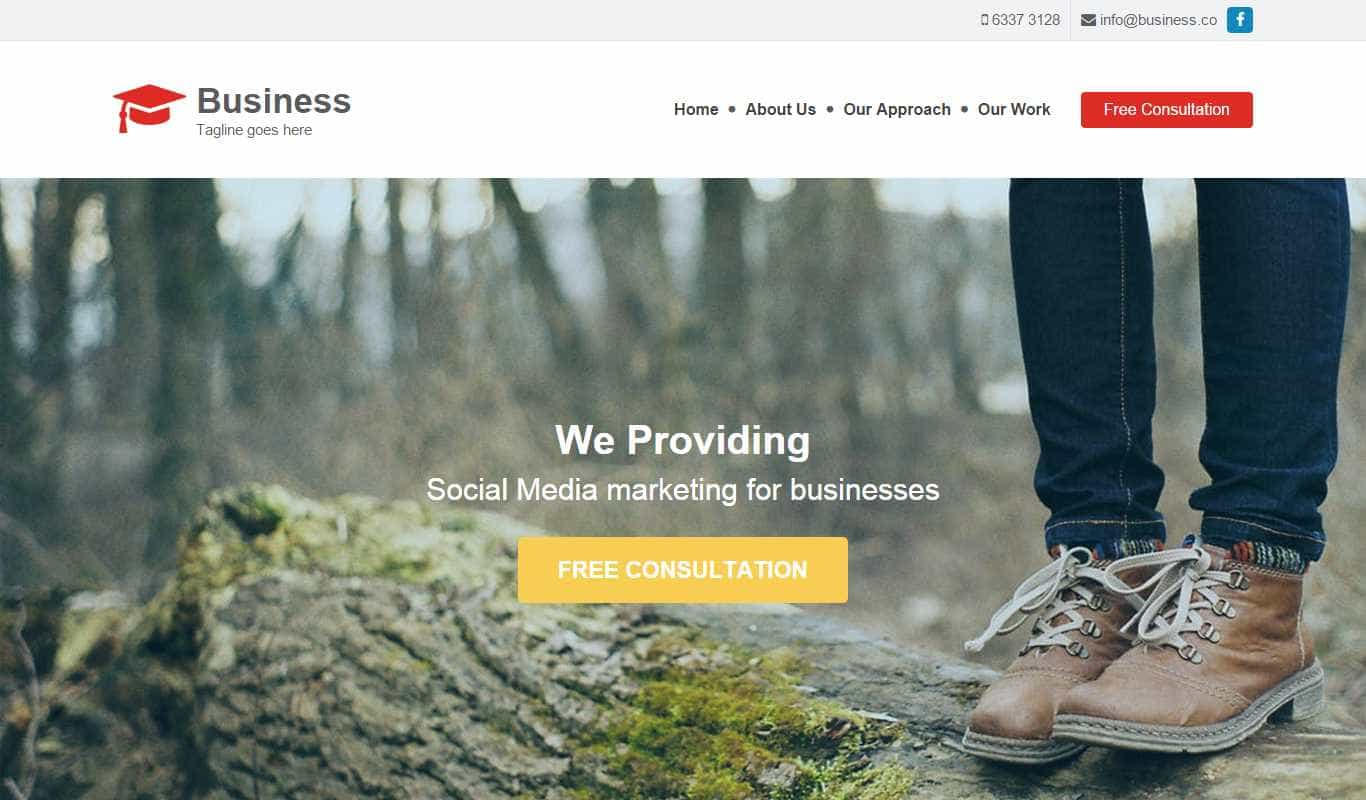 6337 3128 info@business.co
Business
Tagline goes here
Home • About Us • Our Approach • Our Work Free Consultation
We Providing
Social Media marketing for businesses
FREE CONSULTATION